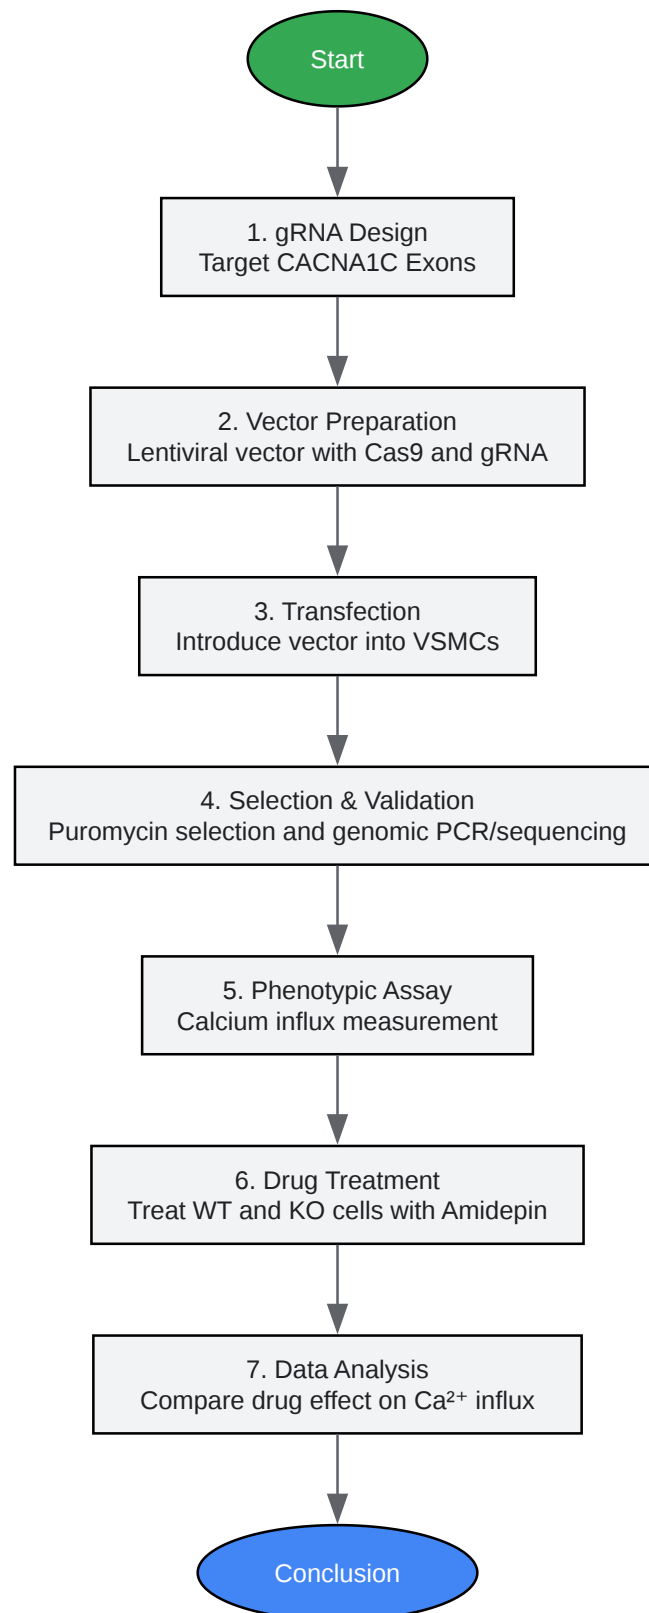 Start
1. gRNA Design
Target CACNA1C Exons
2. Vector Preparation
Lentiviral vector with Cas9 and gRNA
3. Transfection
Introduce vector into VSMCs
4. Selection & Validation
Puromycin selection and genomic PCR/sequencing
5. Phenotypic Assay
Calcium influx measurement
6. Drug Treatment
Treat WT and KO cells with Amidepin
7. Data Analysis
Compare drug effect on Ca²⁺ influx
Conclusion